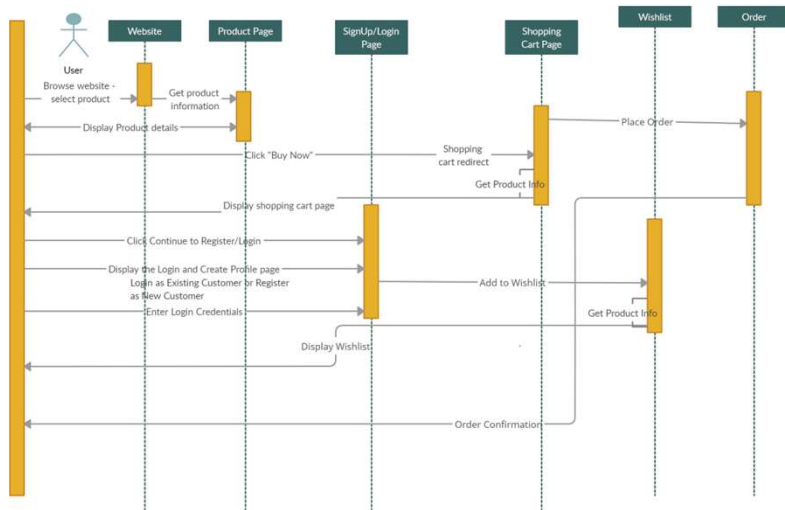 Website
Product Page
SignUp/Login
Page
Shopping
Cart Page
Wishlist
Order
User
Browse website -
select product
Get product
information
Display Product details
Place Order
Click "Buy Now"
Shopping
cart redirect
Get Product Info
Display shopping cart page
Click Continue to Register/Login
Display the Login and Create Profile page
Login as Existing Customer or Register
as New Customer
Add to Wishlist
Enter Login Credentials
Get Product Info
Display Wishlist
Order Confirmation